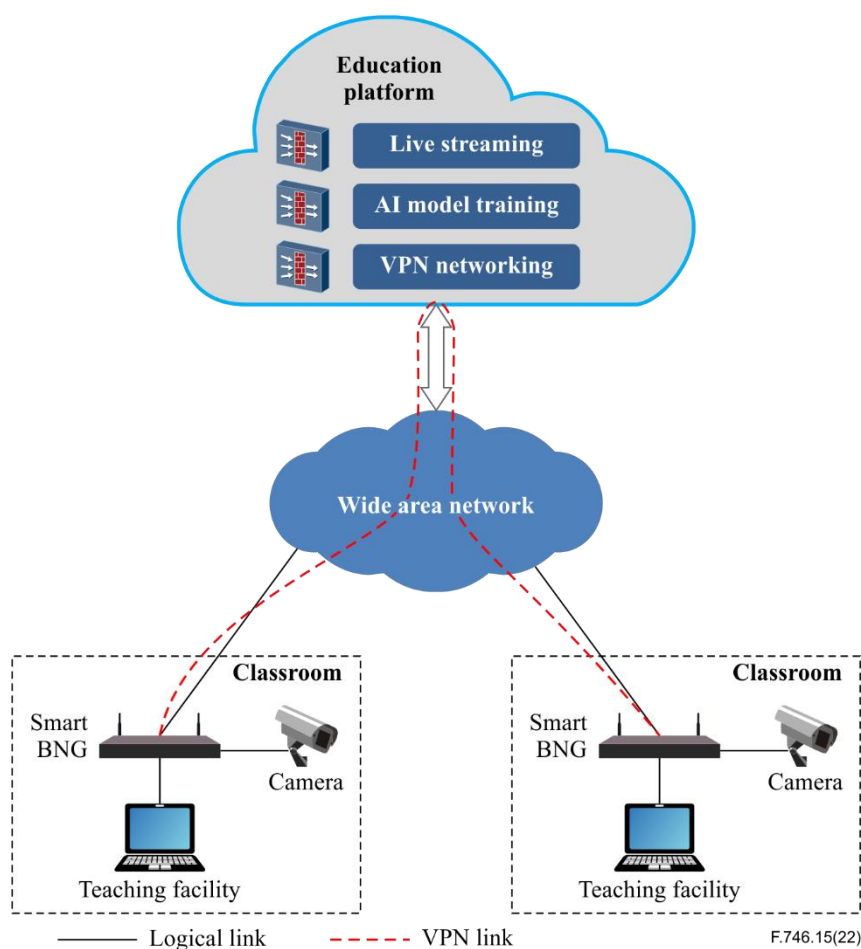 Education
platform
Live streaming
AI model training
VPN networking
Wide area network
Classroom
Smart
BNG
Camera
Teaching facility
Classroom
Smart
BNG
Camera
Teaching facility
Logical link
VPN link
F.746.15(22)